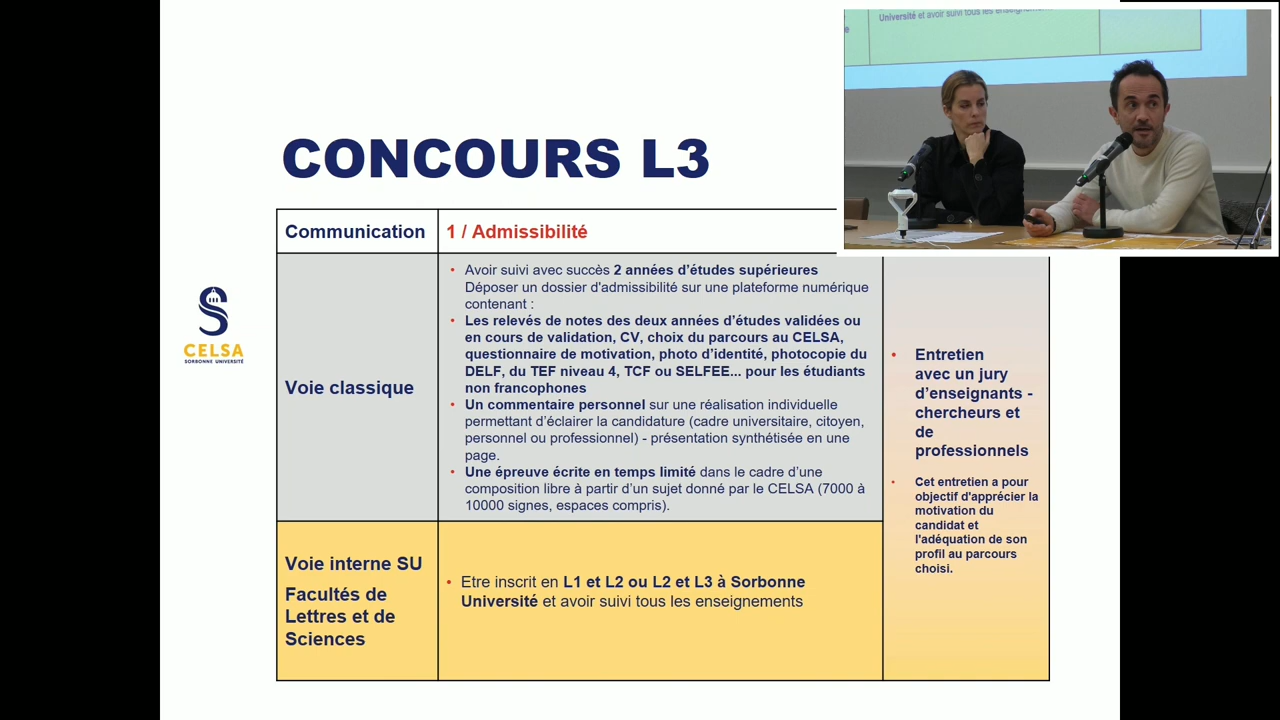 Université et avoir suivi tous les
CONCOURS L3
Communication
1 / Admissibilité
• Avoir suivi avec succès 2 années d'études supérieures
Déposer un dossier d'admissibilité sur une plateforme numérique
contenant :
• Les relevés de notes des deux années d'études validées ou
en cours de validation, CV, choix du parcours au CELSA,
questionnaire de motivation, photo d'identité, photocopie du
DELF, du TEF niveau 4, TCF ou SELFEE... pour les étudiants
non francophones
• Un commentaire personnel sur une réalisation individuelle
permettant d'éclairer la candidature (cadre universitaire, citoyen,
personnel ou professionnel) - présentation synthétisée en une
page.
• Une épreuve écrite en temps limité dans le cadre d'une
composition libre à partir d'un sujet donné par le CELSA (7000 à
10000 signes, espaces compris).
Voie classique
• Entretien
avec un jury
d'enseignants -
chercheurs et
de
professionnels
• Cet entretien a pour
objectif d'apprécier la
motivation du
candidat et
l'adéquation de son
profil au parcours
choisi.
CELSA
SORBONNE UNIVERSITÉ
Voie interne SU
Facultés de
Lettres et de
Sciences
• Etre inscrit en L1 et L2 ou L2 et L3 à Sorbonne
Université et avoir suivi tous les enseignements